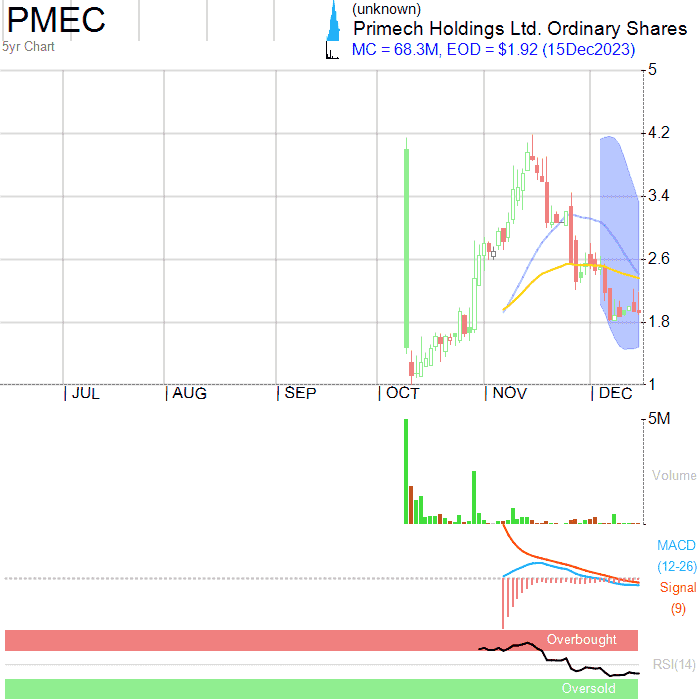 PMEC
5yr Chart
(unknown)
Primech Holdings Ltd. Ordinary Shares
MC = 68.3M, EOD = $1.92 (15Dec2023)
5
4.2
3.4
2.6
1.8
1
JUL
AUG
SEP
OCT
NOV
DEC
5M
Volume
MACD
(12-26)
Signal
(9)
Overbought
RSI(14)
Oversold